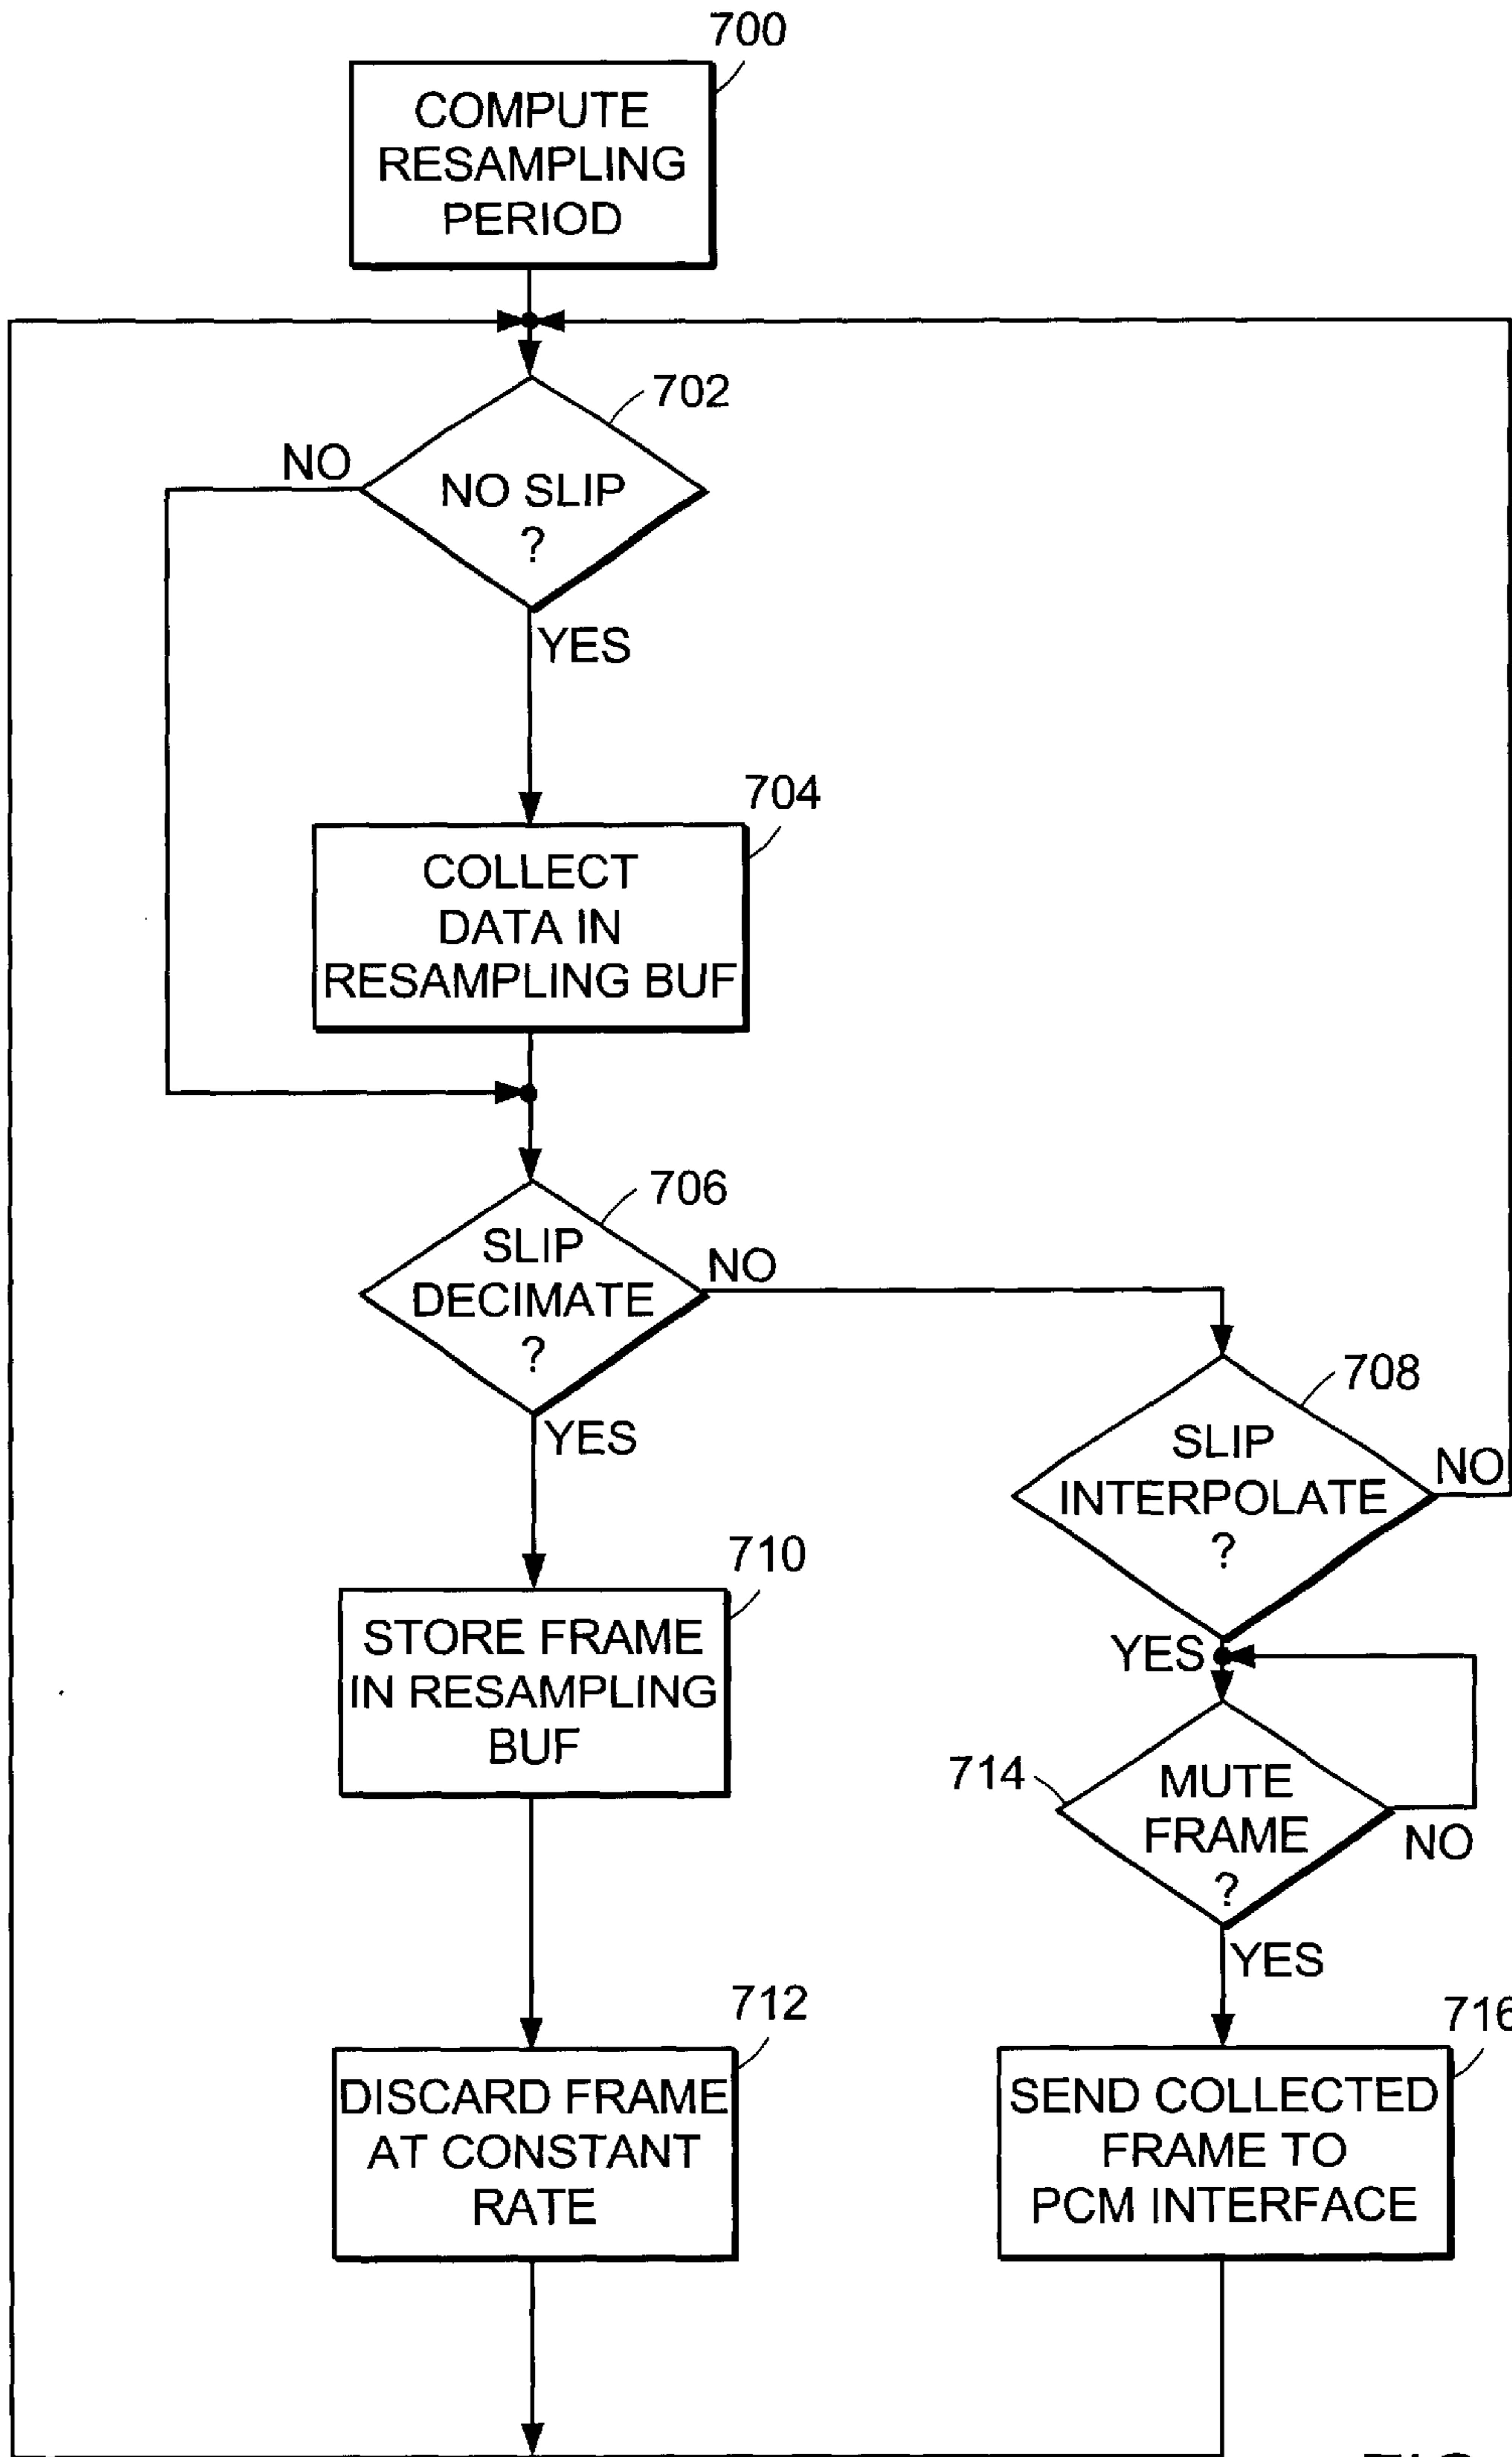 700
COMPUTE
RESAMPLING
PERIOD
702
NO
NO SLIP
?
YES
704
COLLECT
DATA IN
RESAMPLING BUF
706
SLIP
DECIMATE
?
NO
YES
708
SLIP
INTERPOLATE
?
NO
YES
710
STORE FRAME
IN RESAMPLING
BUF
714
MUTE
FRAME
?
NO
YES
712
DISCARD FRAME
AT CONSTANT
RATE
716
SEND COLLECTED
FRAME TO
PCM INTERFACE